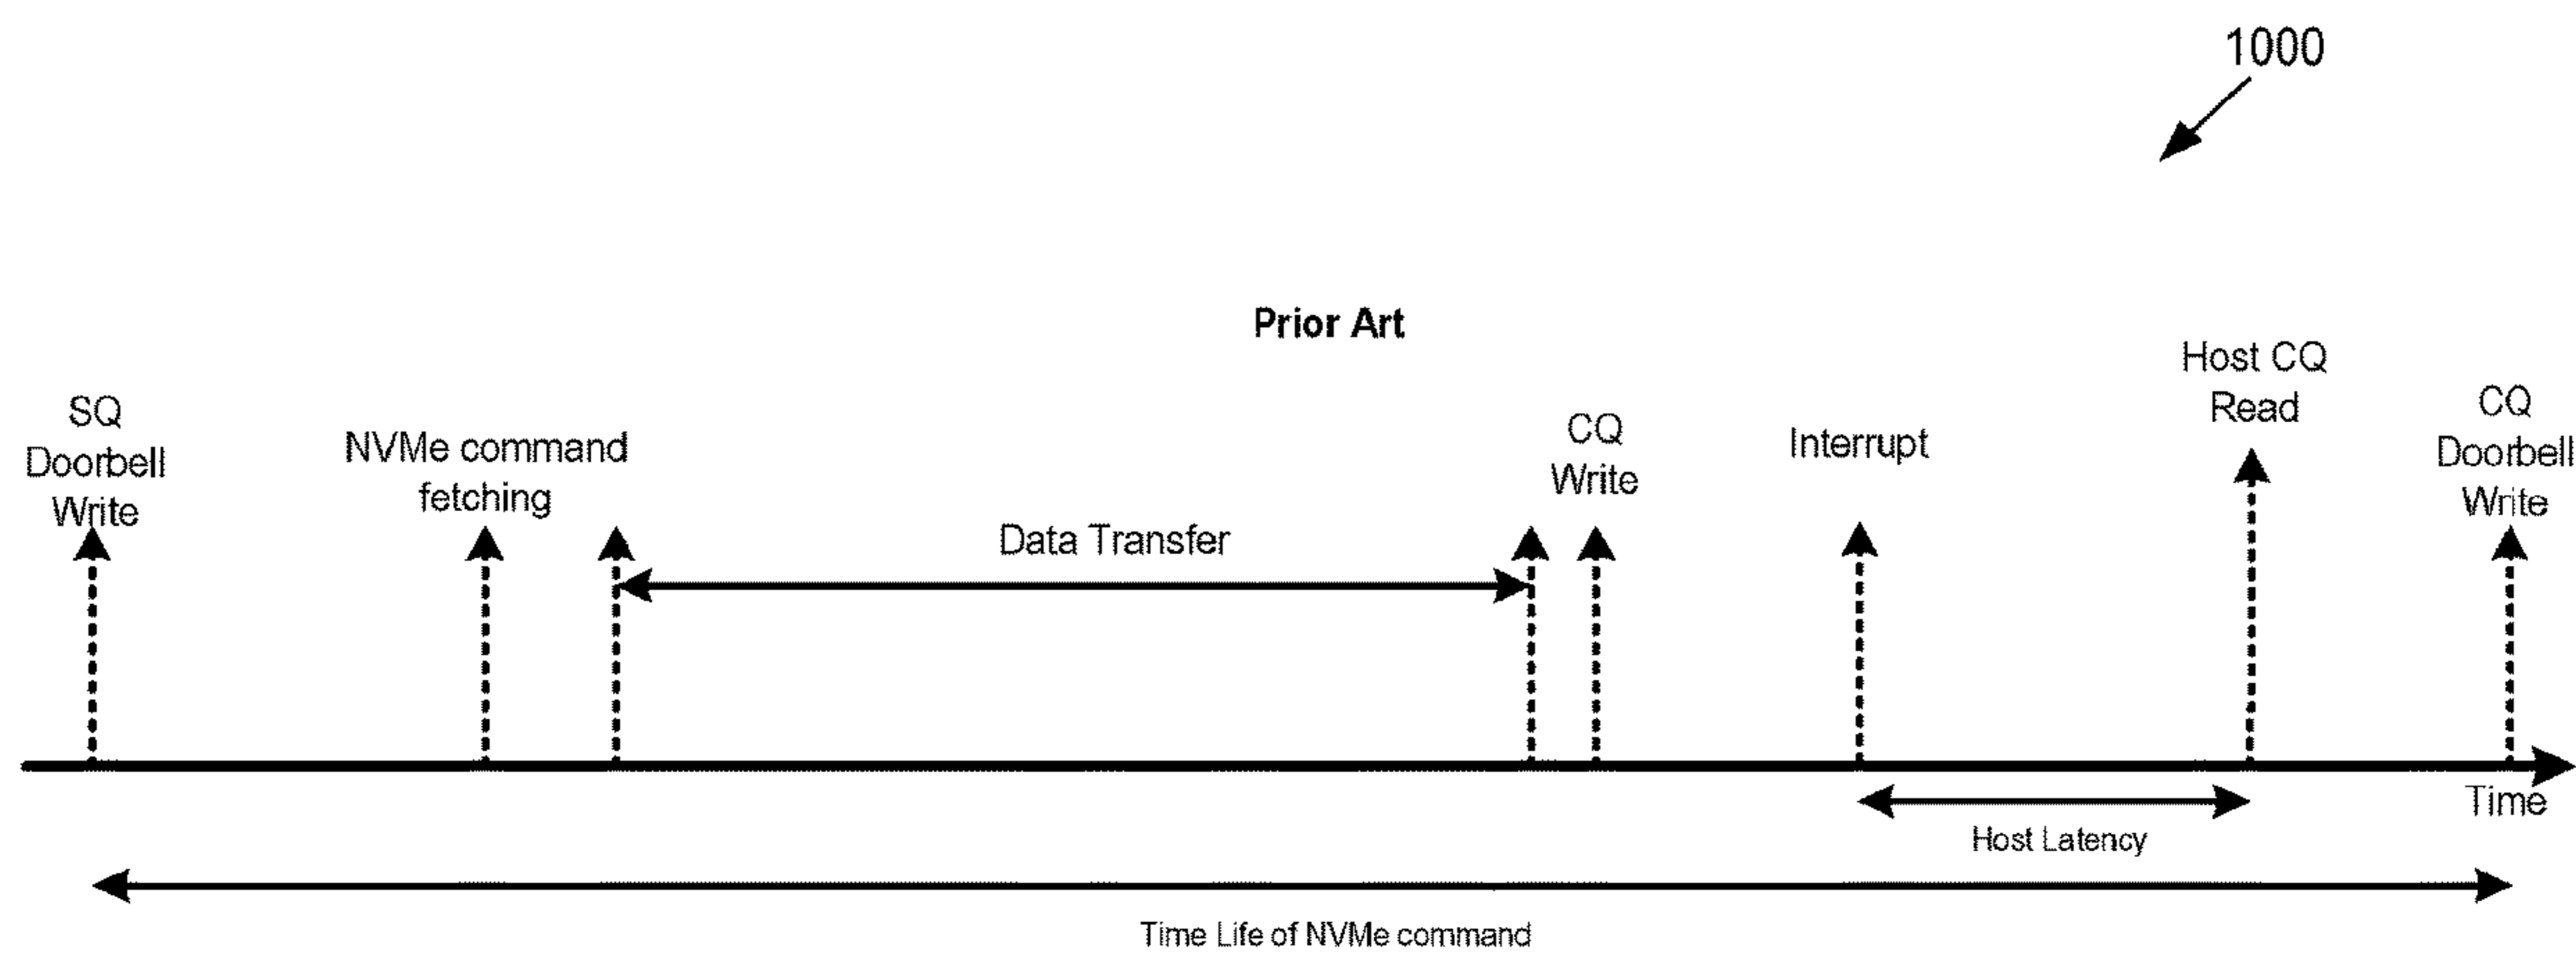 1000
Prior Art
SQ
Doorbell
Write
NVMe command
fetching
Data Transfer
CQ
Write
Interrupt
Host CQ
Read
CQ
Doorbell
Write
Time
Host Latency
Time Life of NVMe command